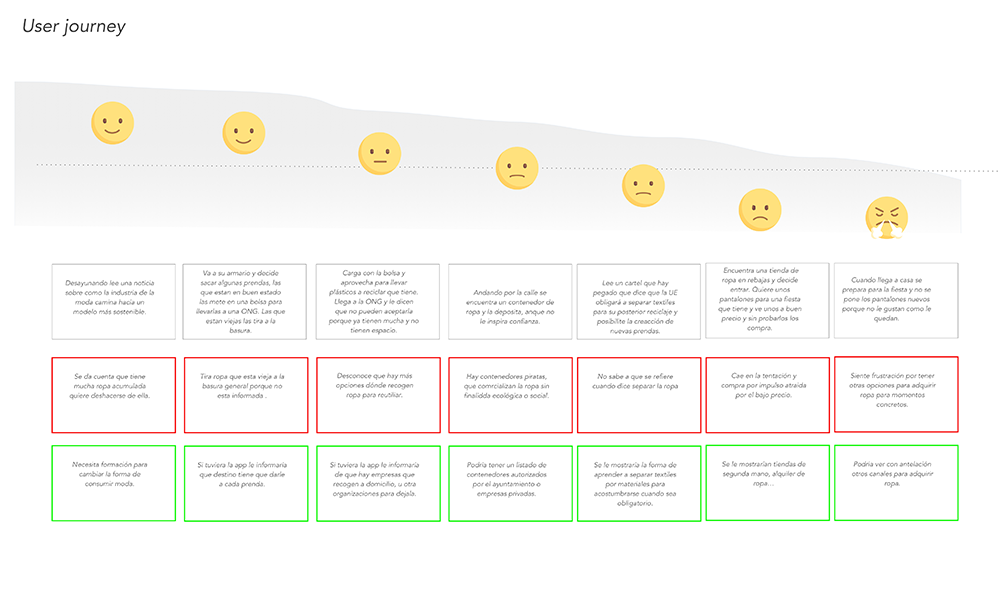 User journey
Desayunando lee una noticia
sobre como la industria de la
moda camina hacia un
modelo más sostenible.
Va a su armario y decide
sacar algunas prendas, las
que estan en buen estado
las mete en una bolsa para
llevarlas a una ONG. Las que
estan viejas las tira a la
basura.
Carga con la bolsa y
aprovecha para llevar
plásticos a reciclar que tiene.
Llega a la ONG y le dicen
que no pueden aceptarla
porque ya tienen mucha y no
tienen espacio.
Andando por la calle se
encuentra un contenedor de
ropa y la deposita, anque no
le inspira confianza.
Lee un cartel que hay
pegado que dice que la UE
obligará a separar textiles
para su posterior reciclaje y
posibilite la creacción de
nuevas prendas.
Encuentra una tienda de
ropa en rebajas y decide
entrar. Quiere unos
pantalones para una fiesta
que tiene y ve unos a buen
precio y sin probarlos los
compra.
Cuando llega a casa se
prepara para la fiesta y no se
pone los pantalones nuevos
porque no le gustan como le
quedan.
Se da cuenta que tiene
mucha ropa acumulada
quiere deshacerse de ella.
Tira ropa que esta vieja a la
basura general porque no
esta informada .
Desconoce que hay más
opciones dónde recogen
ropa para reutiliar.
Hay contenedores piratas,
que comrcializan la ropa sin
finalidda ecológica o social.
No sabe a que se refiere
cuando dice separar la ropa
Cae en la tentación y
compra por impulso atraida
por el bajo precio.
Siente frustración por tener
otras opciones para adquirir
ropa para momentos
concretos.
Necesita formación para
cambiar la forma de
consumir moda.
Si tuviera la app le informaría
que destino tiene que darle
a cada prenda.
Si tuviera la app le informaría
de que hay empresas que
recogen a domicilio, u otra
organizaciones para dejala.
Podría tener un listado de
contenedores autorizados
por el ayuntamiento o
empresas privadas.
Se le mostraría la forma de
aprender a separar textiles
por materiales para
acostumbrarse cuando sea
obligatorio.
Se le mostrarían tiendas de
segunda mano, alquiler de
ropa...
Podría ver con antelación
otros canales para adquirir
ropa.